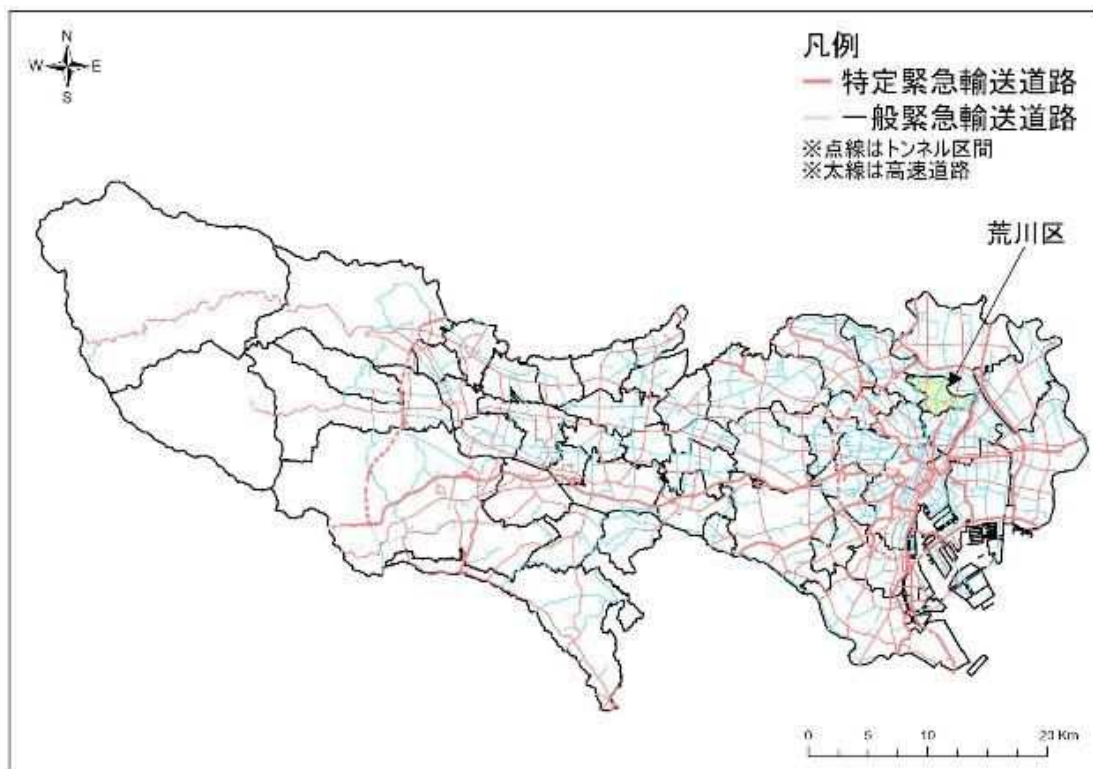 N
W E
S
凡例
特定緊急輸送道路
一般緊急輸送道路
※点線はトンネル区間
※太線は高速道路
荒川区
0 5 10 20 Km